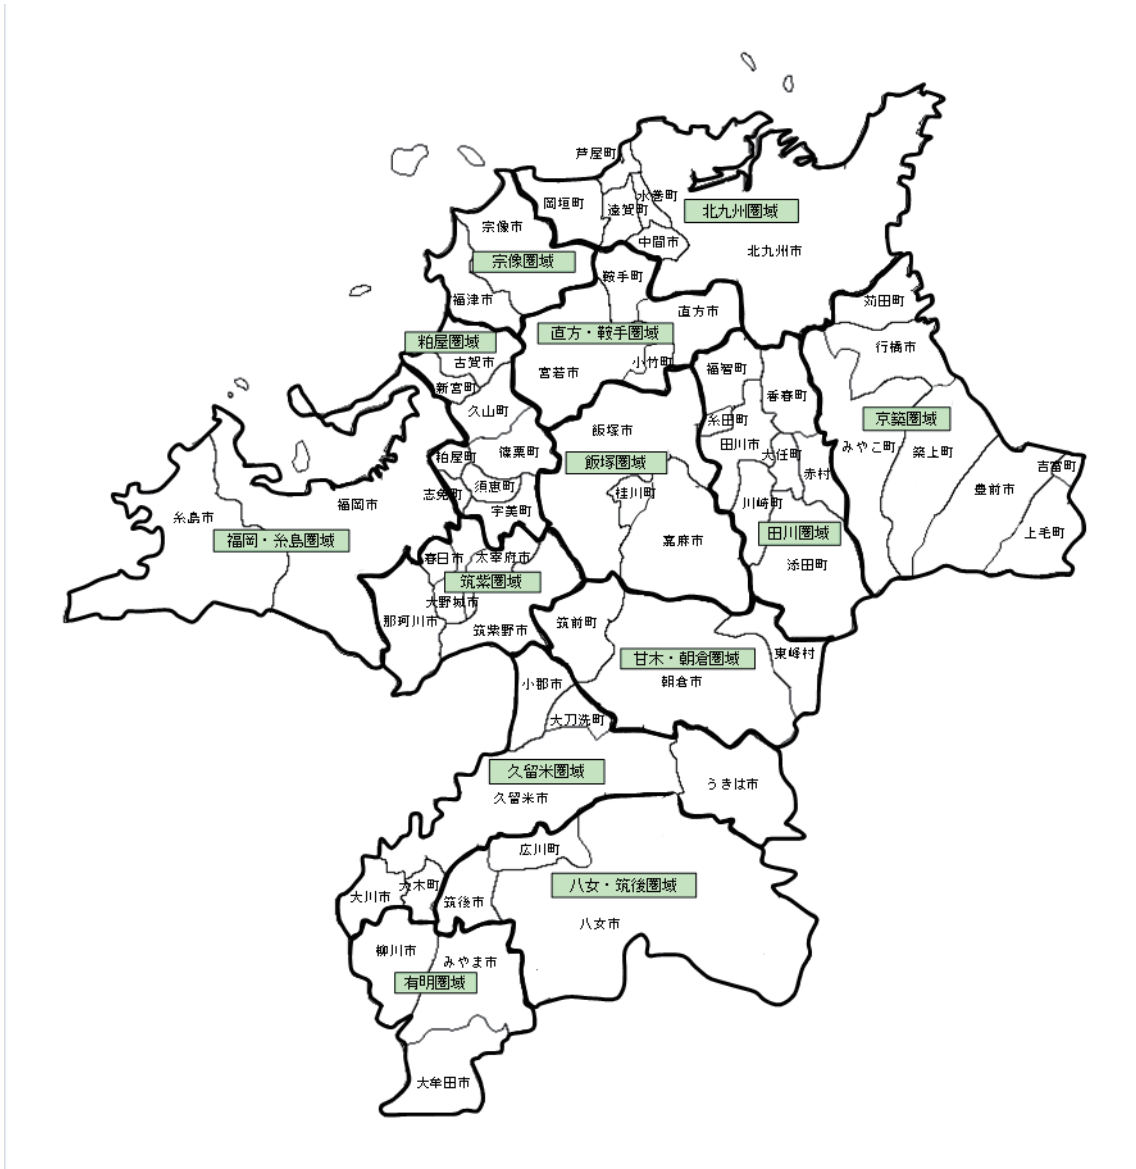 芦屋町
水巻町
岡垣町
遠賀町
北九州圏域
宗像市
中間市
北九州市
宗像圏域
鞍手町
福津市
苅田町
直方市
直方・鞍手圏域
粕屋圏域
行橋市
古賀市
小竹町
福智町
宮若市
新宮町
香春町
久山町
糸田町
京築圏域
飯塚市
田川市
みやこ町
築上町
篠栗町
大任町
粕屋町
飯塚圏域
吉富町
赤村
須恵町
志免町
桂川町
豊前市
福岡市
川崎町
宇美町
糸島市
田川圏域
上毛町
福岡・糸島圏域
嘉麻市
春日市
太宰府市
添田町
筑紫圏域
大野城市
那珂川市
筑前町
筑紫野市
東峰村
甘木・朝倉圏域
小郡市
朝倉市
大刀洗町
久留米圏域
うきは市
久留米市
広川町
大木町
八女・筑後圏域
大川市
筑後市
八女市
柳川市
みやま市
有明圏域
大牟田市